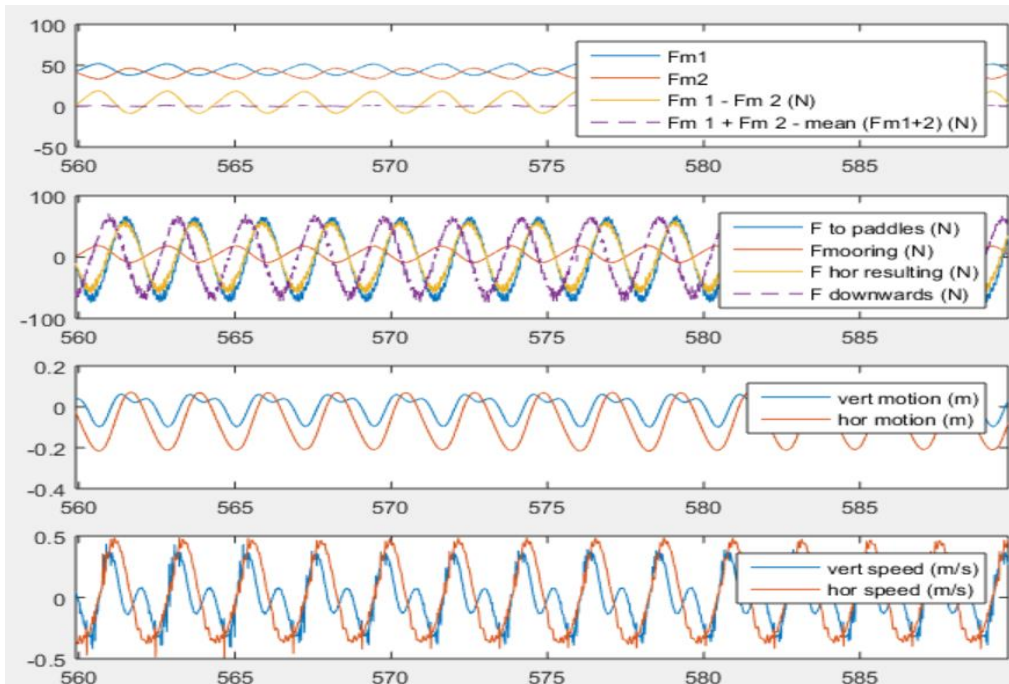 100
50
0
-50
Fm1
Fm2
Fm 1 - Fm 2 (N)
Fm 1 + Fm 2 - mean (Fm1+2) (N)
560 565 570 575 580 585
100
0
-100
F to paddles (N)
Fmooring (N)
F hor resulting (N)
F downwards (N)
560 565 570 575 580 585
0.2
0
-0.2
-0.4
vert motion (m)
hor motion (m)
560 565 570 575 580 585
0.5
0
-0.5
vert speed (m/s)
hor speed (m/s)
560 565 570 575 580 585